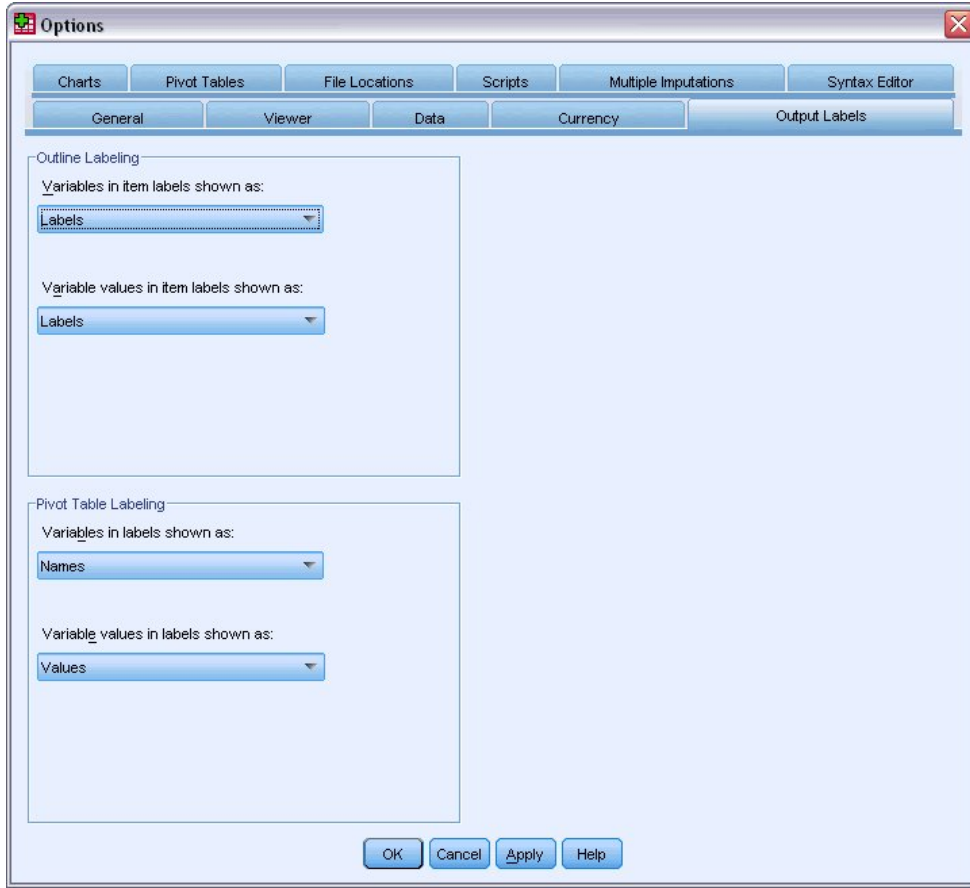 Options
Charts Pivot Tables File Locations Scripts Multiple Imputations Syntax Editor
General Viewer Data Currency Output Labels
Outline Labeling
Variables in item labels shown as:
Labels
Variable values in item labels shown as:
Labels
Pivot Table Labeling
Variables in labels shown as:
Names
Variable values in labels shown as:
Values
OK Cancel Apply Help